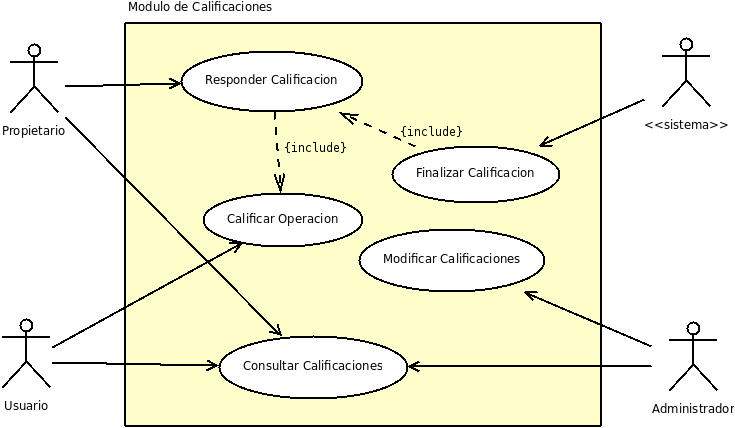 Modulo de Calificaciones
Responder Calificacion
Propietario
<<sistema>>
{include}
{include}
Finalizar Calificacion
Calificar Operacion
Modificar Calificaciones
Consultar Calificaciones
Usuario
Administrador